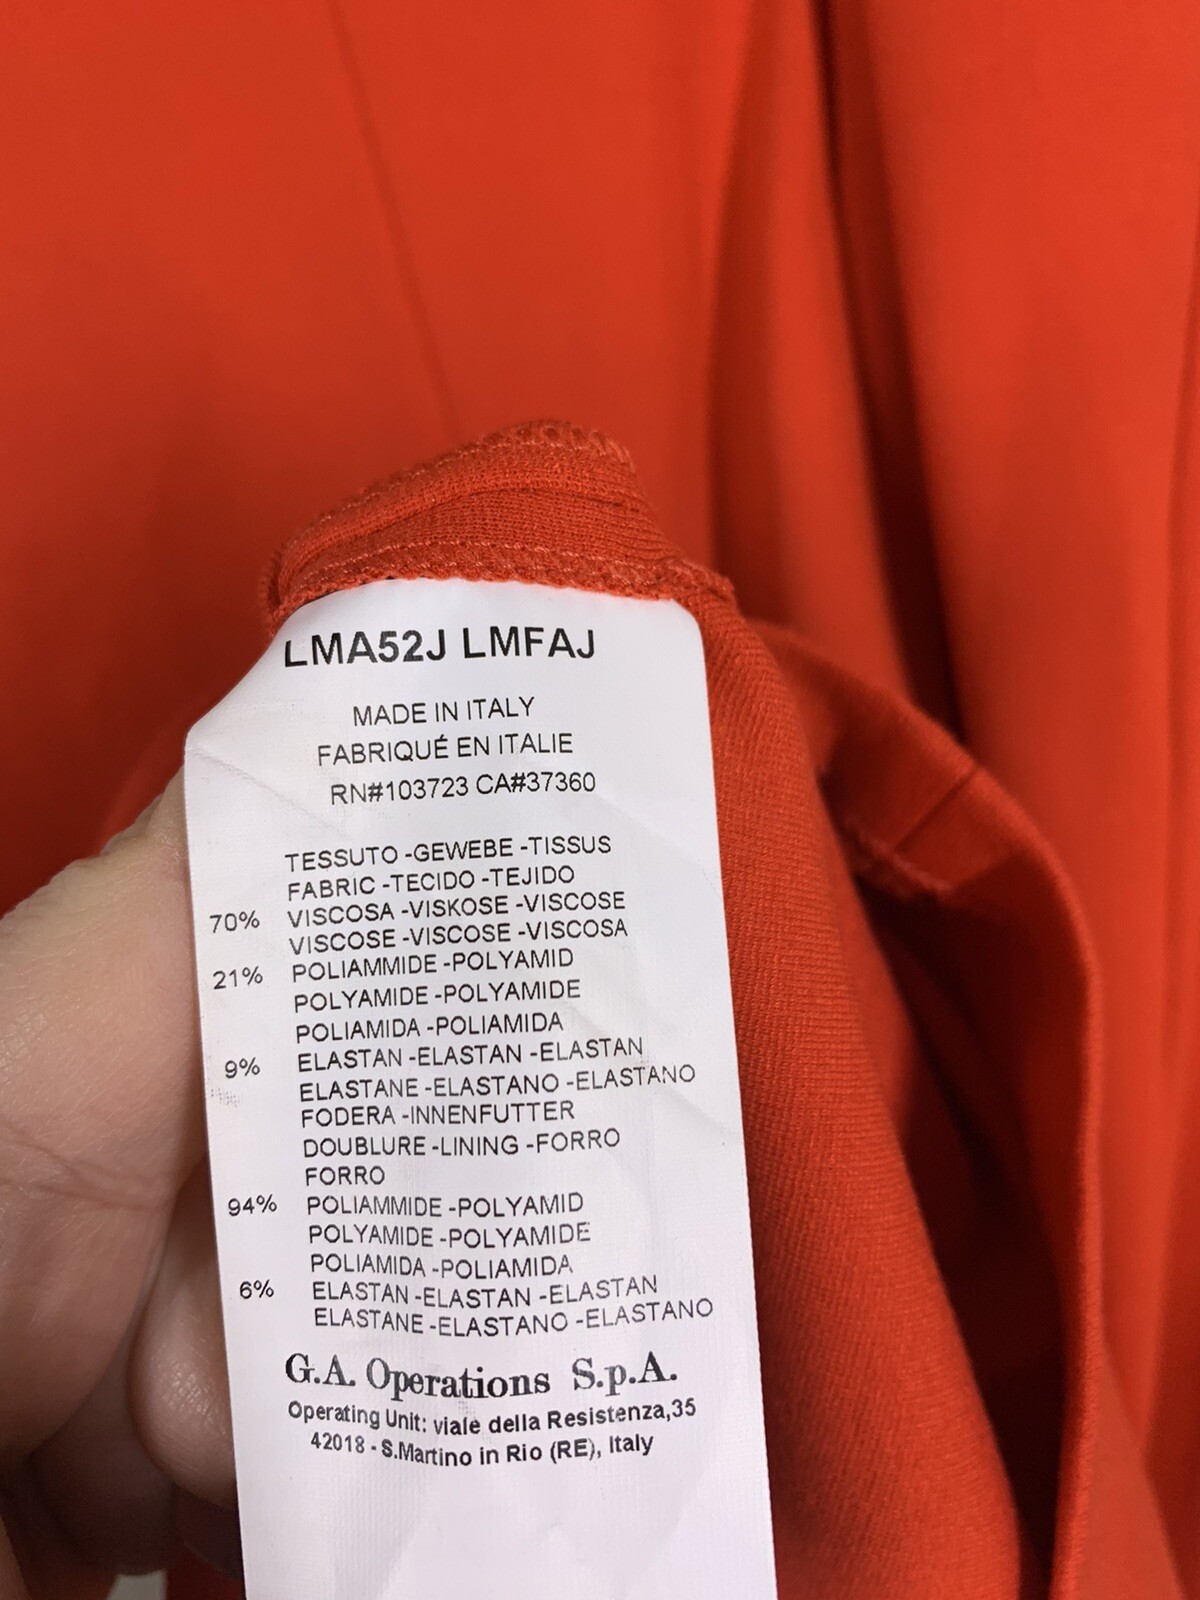 LMA52J LMFAJ
MADE IN ITALY
FABRIQUÉ EN ITALIE
RN#103723 CA#37360
TESSUTO -GEWEBE -TISSUS
FABRIC -TECIDO -TEJIDO
70% VISCOSA -VISKOSE -VISCOSE
VISCOSE -VISCOSE -VISCOSA
21% POLIAMMIDE -POLYAMID
POLYAMIDE -POLYAMIDE
POLIAMIDA -POLIAMIDA
9% ELASTAN -ELASTAN -ELASTAN
ELASTANE -ELASTANO -ELASTANO
FODERA -INNENFUTTER
DOUBLURE -LINING -FORRO
FORRO
94% POLIAMMIDE -POLYAMID
POLYAMIDE -POLYAMIDE
POLIAMIDA -POLIAMIDA
6% ELASTAN -ELASTAN -ELASTAN
ELASTANE -ELASTANO -ELASTANO
G.A. Operations S.p.A.
Operating Unit: viale della Resistenza,35
42018 - S.Martino in Rio (RE), Italy